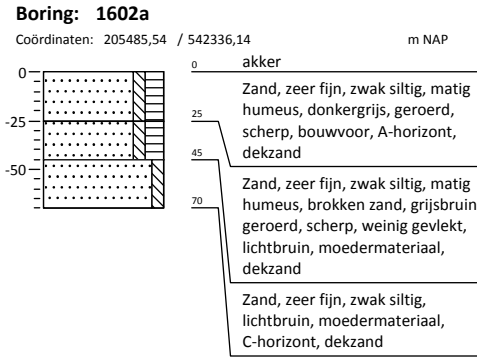 Boring: 1602a
Coördinaten: 205485,54 / 542336,14 m NAP
0 akker
0
Zand, zeer fijn, zwak siltig, matig
humeus, donkergrijs, geroerd,
scherp, bouwvoor, A-horizont,
dekzand
-25
25
Zand, zeer fijn, zwak siltig, matig
humeus, brokken zand, grijsbruin
geroerd, scherp, weinig gevlekt,
lichtbruin, moedermateriaal,
dekzand
45
-50
70
Zand, zeer fijn, zwak siltig,
lichtbruin, moedermateriaal,
C-horizont, dekzand